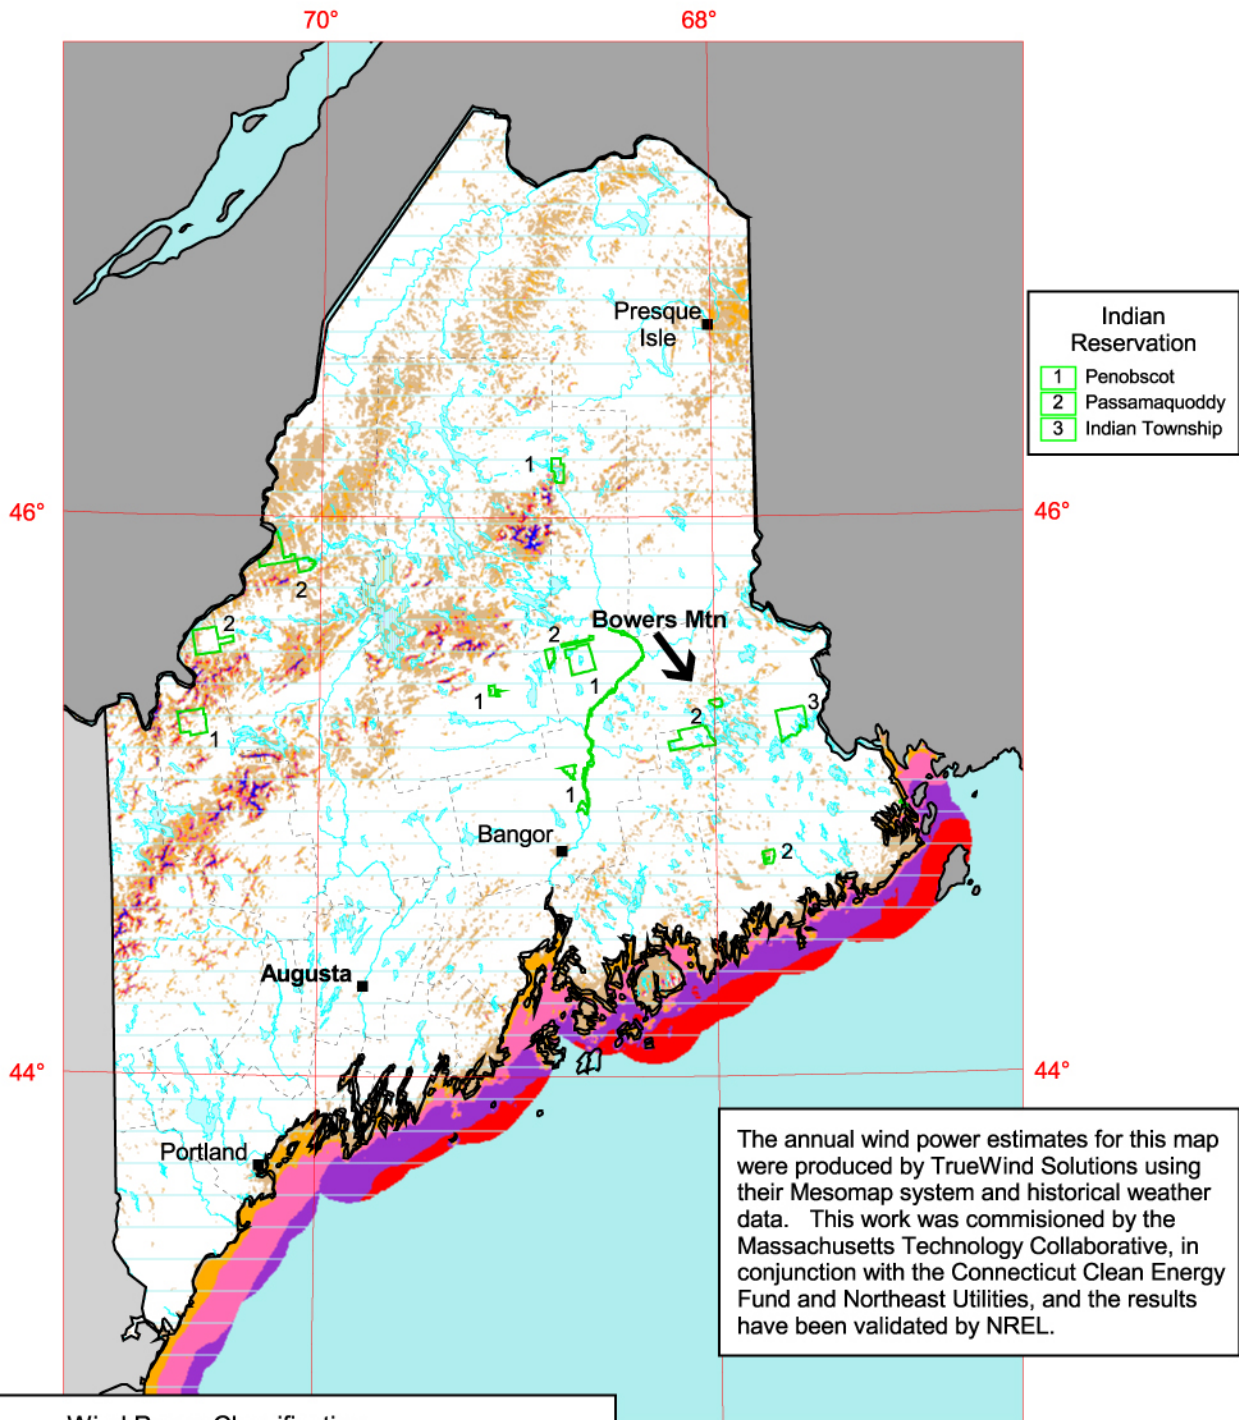 70°
68°
Presque
Isle
Indian
Reservation
1 Penobscot
2 Passamaquoddy
3 Indian Township
1
46°
46°
2
Bowers Mtn
2
2
1
1
3
2
1
1
Bangor
2
Augusta
44°
44°
The annual wind power estimates for this map
were produced by TrueWind Solutions using
their Mesomap system and historical weather
data. This work was commisioned by the
Massachusetts Technology Collaborative, in
conjunction with the Connecticut Clean Energy
Fund and Northeast Utilities, and the results
have been validated by NREL.
Portland
Wind Power Classification